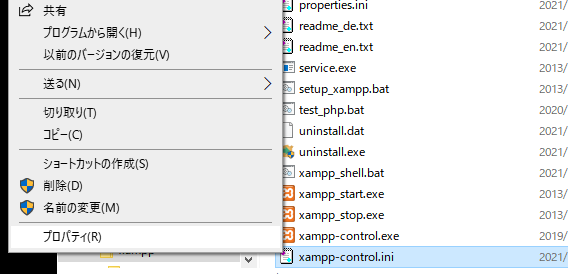 共有
プログラムから開く(H)
以前のバージョンの復元(V)
送る(N)
切り取り(T)
コピー(C)
ショートカットの作成(S)
削除(D)
名前の変更(M)
プロパティ(R)
properties.ini 2021/
readme_de.txt 2021/
readme_en.txt 2021/
service.exe 2013/
setup_xampp.bat 2013/
test_php.bat 2020/
uninstall.dat 2021/
uninstall.exe 2021/
xampp_shell.bat 2021/
xampp_start.exe 2013/
xampp_stop.exe 2013/
xampp-control.exe 2019/
xampp-control.ini 2021/